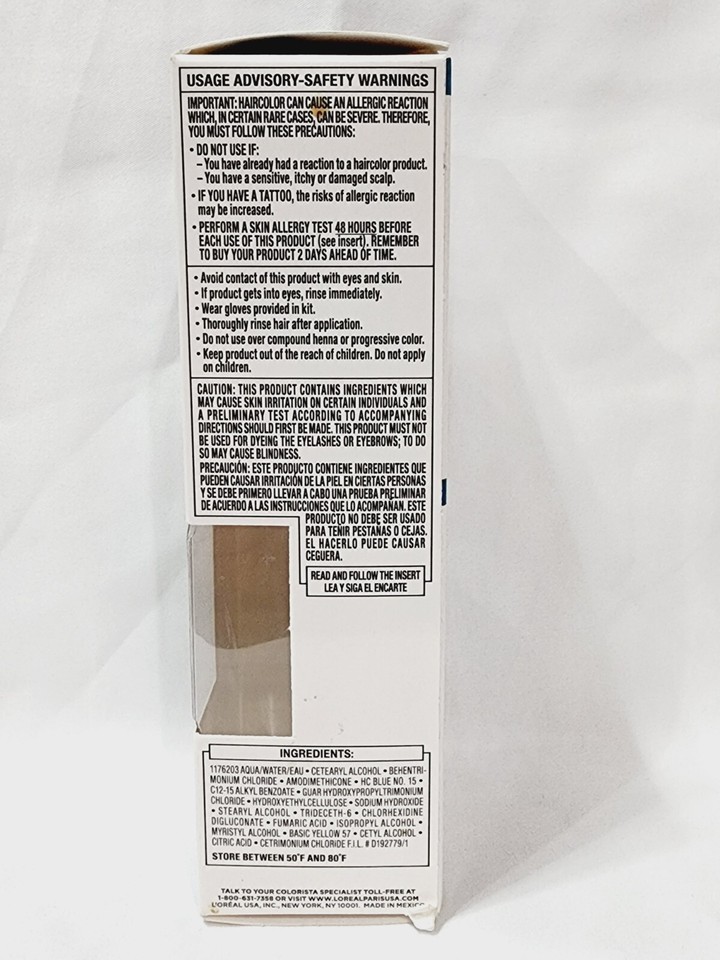 USAGE ADVISORY-SAFETY WARNINGS
IMPORTANT: HAIRCOLOR CAN CAUSE AN ALLERGIC REACTION
WHICH, IN CERTAIN RARE CASES, CAN BE SEVERE. THEREFORE,
YOU MUST FOLLOW THESE PRECAUTIONS:
• DO NOT USE IF:
– You have already had a reaction to a haircolor product.
– You have a sensitive, itchy or damaged scalp.
• IF YOU HAVE A TATTOO, the risks of allergic reaction
may be increased.
• PERFORM A SKIN ALLERGY TEST 48 HOURS BEFORE
EACH USE OF THIS PRODUCT (see insert). REMEMBER
TO BUY YOUR PRODUCT 2 DAYS AHEAD OF TIME.
• Avoid contact of this product with eyes and skin.
• If product gets into eyes, rinse immediately.
• Wear gloves provided in kit.
• Thoroughly rinse hair after application.
• Do not use over compound henna or progressive color.
• Keep product out of the reach of children. Do not apply
on children.
CAUTION: THIS PRODUCT CONTAINS INGREDIENTS WHICH
MAY CAUSE SKIN IRRITATION ON CERTAIN INDIVIDUALS AND
A PRELIMINARY TEST ACCORDING TO ACCOMPANYING
DIRECTIONS SHOULD FIRST BE MADE. THIS PRODUCT MUST NOT
BE USED FOR DYEING THE EYELASHES OR EYEBROWS; TO DO
SO MAY CAUSE BLINDNESS.
PRECAUCIÓN: ESTE PRODUCTO CONTIENE INGREDIENTES QUE
PUEDEN CAUSAR IRRITACIÓN DE LA PIEL EN CIERTAS PERSONAS
Y SE DEBE PRIMERO LLEVAR A CABO UNA PRUEBA PRELIMINAR
DE ACUERDO A LAS INSTRUCCIONES QUE LO ACOMPAÑAN. ESTE
PRODUCTO NO DEBE SER USADO
PARA TEÑIR PESTAÑAS O CEJAS.
EL HACERLO PUEDE CAUSAR
CEGUERA.
READ AND FOLLOW THE INSERT
LEA Y SIGA EL ENCARTE
INGREDIENTS:
1176203 AQUA/WATER/EAU • CETEARYL ALCOHOL • BEHENTRI-
MONIUM CHLORIDE • AMODIMETHICONE • HC BLUE NO. 15 •
C12-15 ALKYL BENZOATE • GUAR HYDROXYPROPYLTRIMONIUM
CHLORIDE • HYDROXYETHYLCELLULOSE • SODIUM HYDROXIDE
• STEARYL ALCOHOL • TRIDECETH-6 • CHLORHEXIDINE
DIGLUCONATE • FUMARIC ACID • ISOPROPYL ALCOHOL •
MYRISTYL ALCOHOL • BASIC YELLOW 57 • CETYL ALCOHOL •
CITRIC ACID • CETRIMONIUM CHLORIDE F.I.L. # D192779/1
STORE BETWEEN 50°F AND 80°F
TALK TO YOUR COLORISTA SPECIALIST TOLL-FREE AT
1-800-631-7358 OR VISIT WWW.LOREALPARISUSA.COM
L'ORÉAL USA, INC., NEW YORK, NY 10001. MADE IN MEXICO